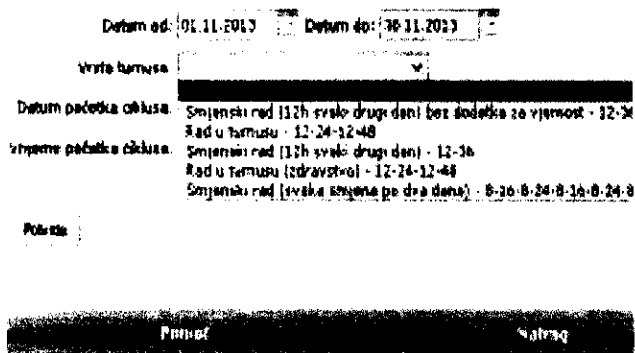 Datum od: 01.11.2013 Datum do: 30.11.2013
Vrsta turnusa:
Datum početka ciklusa:
Smjenski rad (12h svaki drugi dan) bez dodatka za vjernost - 12-36
Rad u turnusu - 12-24-12-48
Vrijeme početka ciklusa:
Smjenski rad (12h svaki drugi dan) - 12-36
Rad u turnusu (zdravstvo) - 12-24-12-48
Smjenski rad (svaka smjena po dva dana) - 8-16-8-24-8-16-8-24-8
Potvrda
Pomoć Natrag